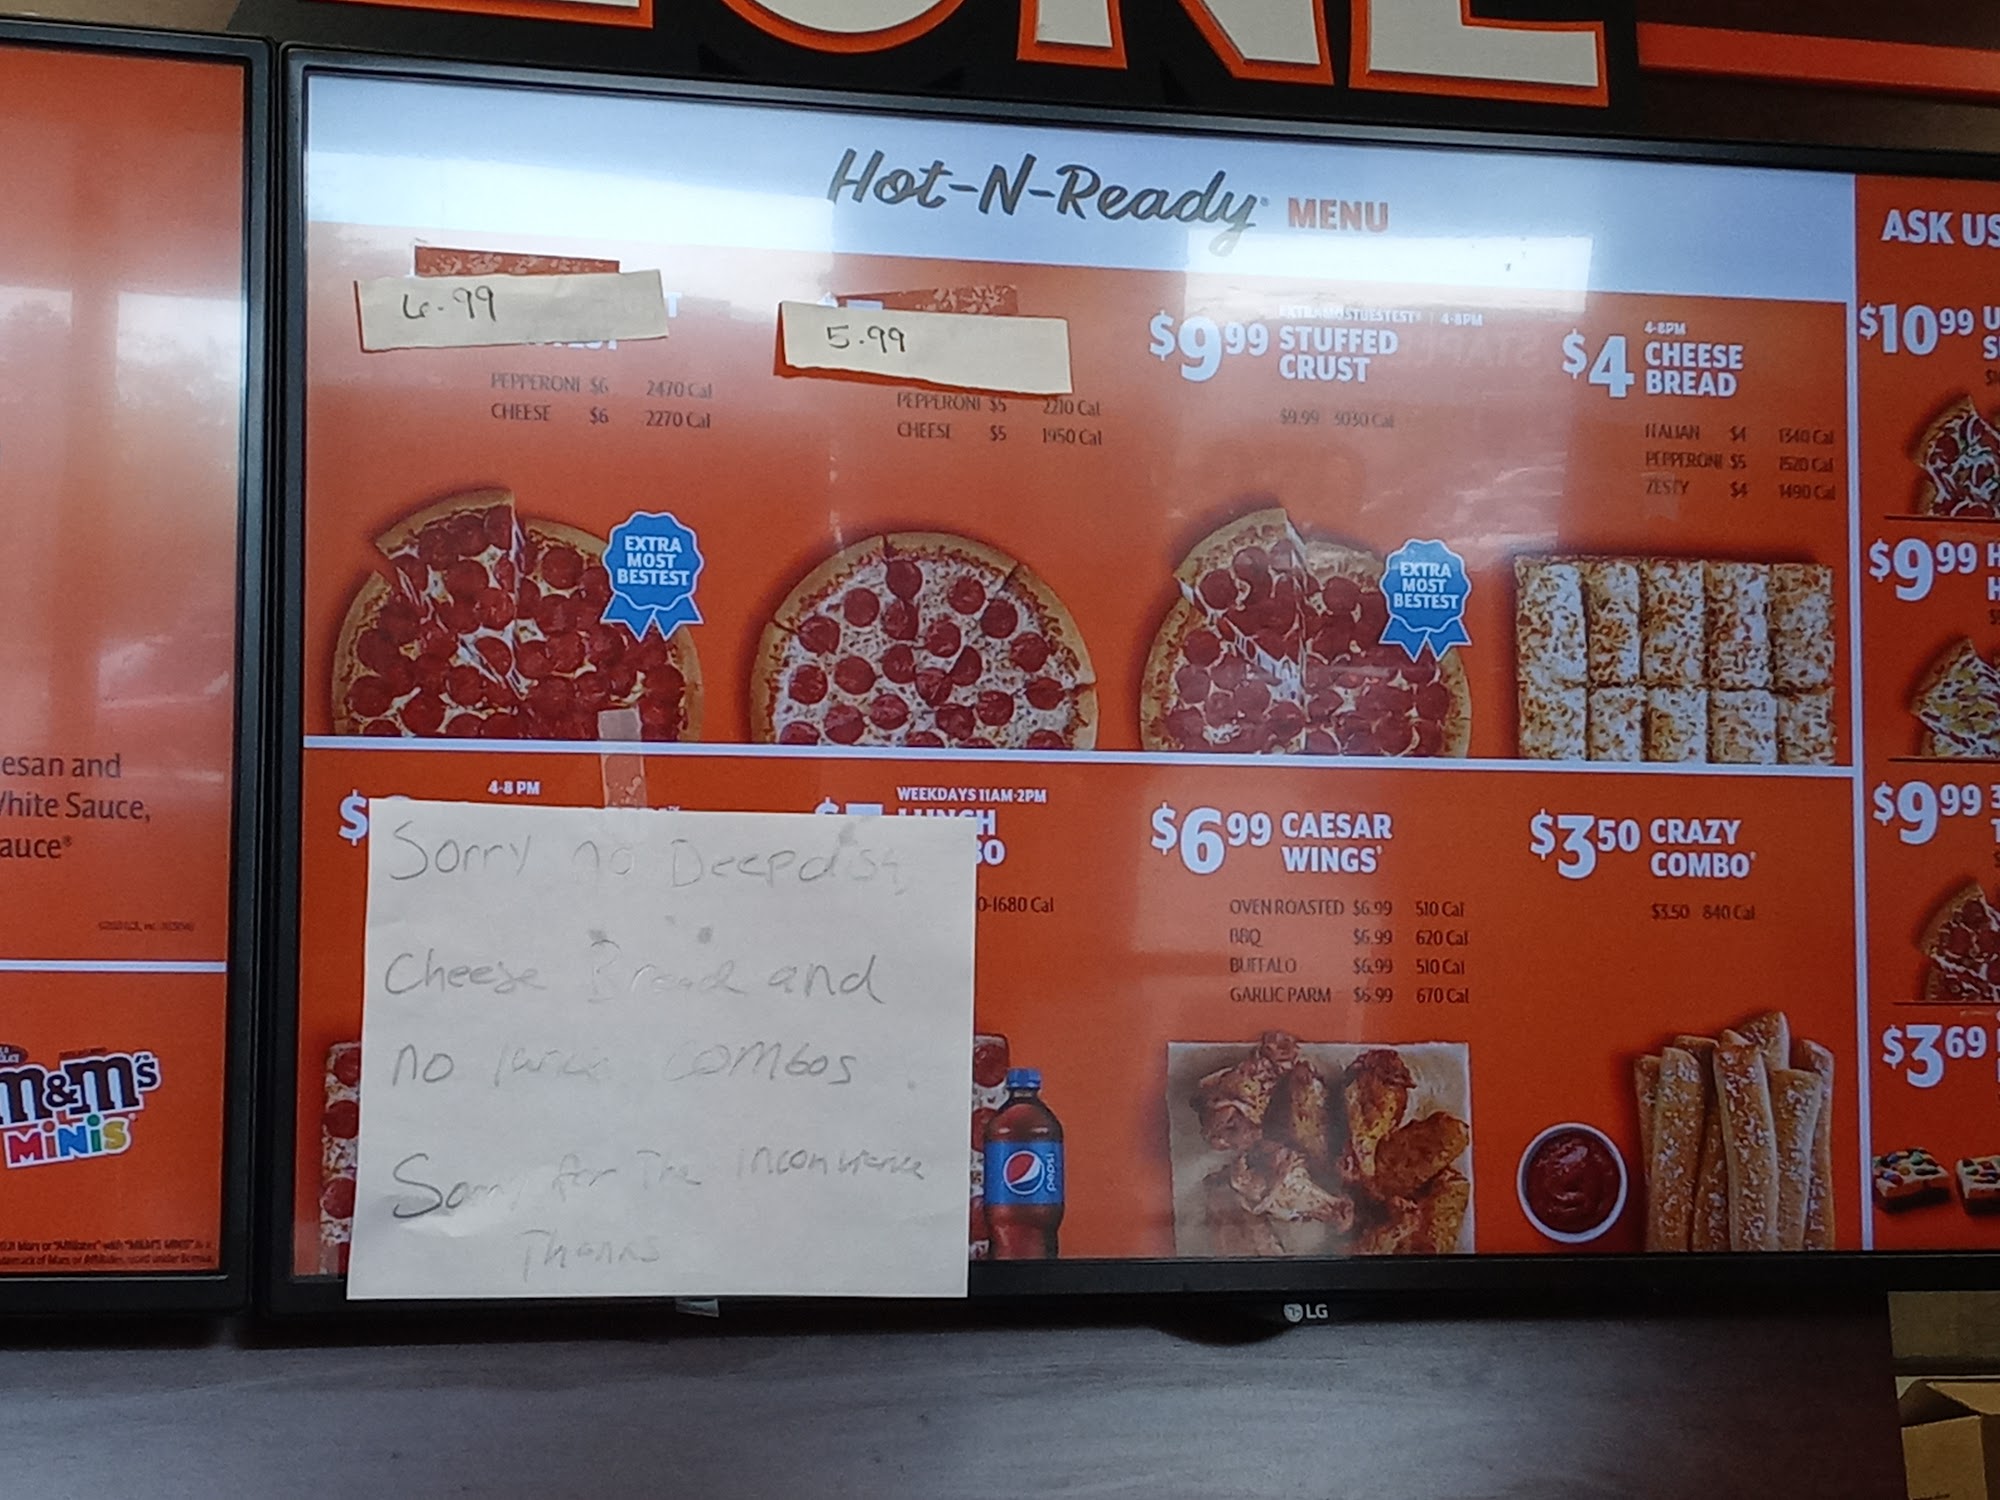 Hot-N-Ready® MENU
6.99
PEPPERONI $6 2470 Cal
CHEESE $6 2270 Cal
5.99
PEPPERONI $5 2210 Cal
CHEESE $5 1950 Cal
EXTRAMOSTBESTEST® | 4-8PM
$9.99 STUFFED
CRUST
$9.99 3030 Cal
4-8PM
$4 CHEESE
BREAD
ITALIAN $4 1340 Cal
PEPPERONI $5 1520 Cal
ZESTY $4 1490 Cal
EXTRA
MOST
BESTEST
EXTRA
MOST
BESTEST
4-8 PM
WEEKDAYS 11AM-2PM
LUNCH
0-1680 Cal
Sorry no Deepdish,
Cheese Bread and
no lunch combos.
Sorry for The inconvience
Thanks
$6.99 CAESAR
WINGS
OVEN ROASTED $6.99 510 Cal
BBQ $6.99 620 Cal
BUFFALO $6.99 510 Cal
GARLIC PARM $6.99 670 Cal
$3.50 CRAZY
COMBO
$3.50 840 Cal
pepsi
ASK US
$10.99
$9.99
$9.99
$3.69
esan and
White Sauce,
auce®
m&m's
MiNiS
LG